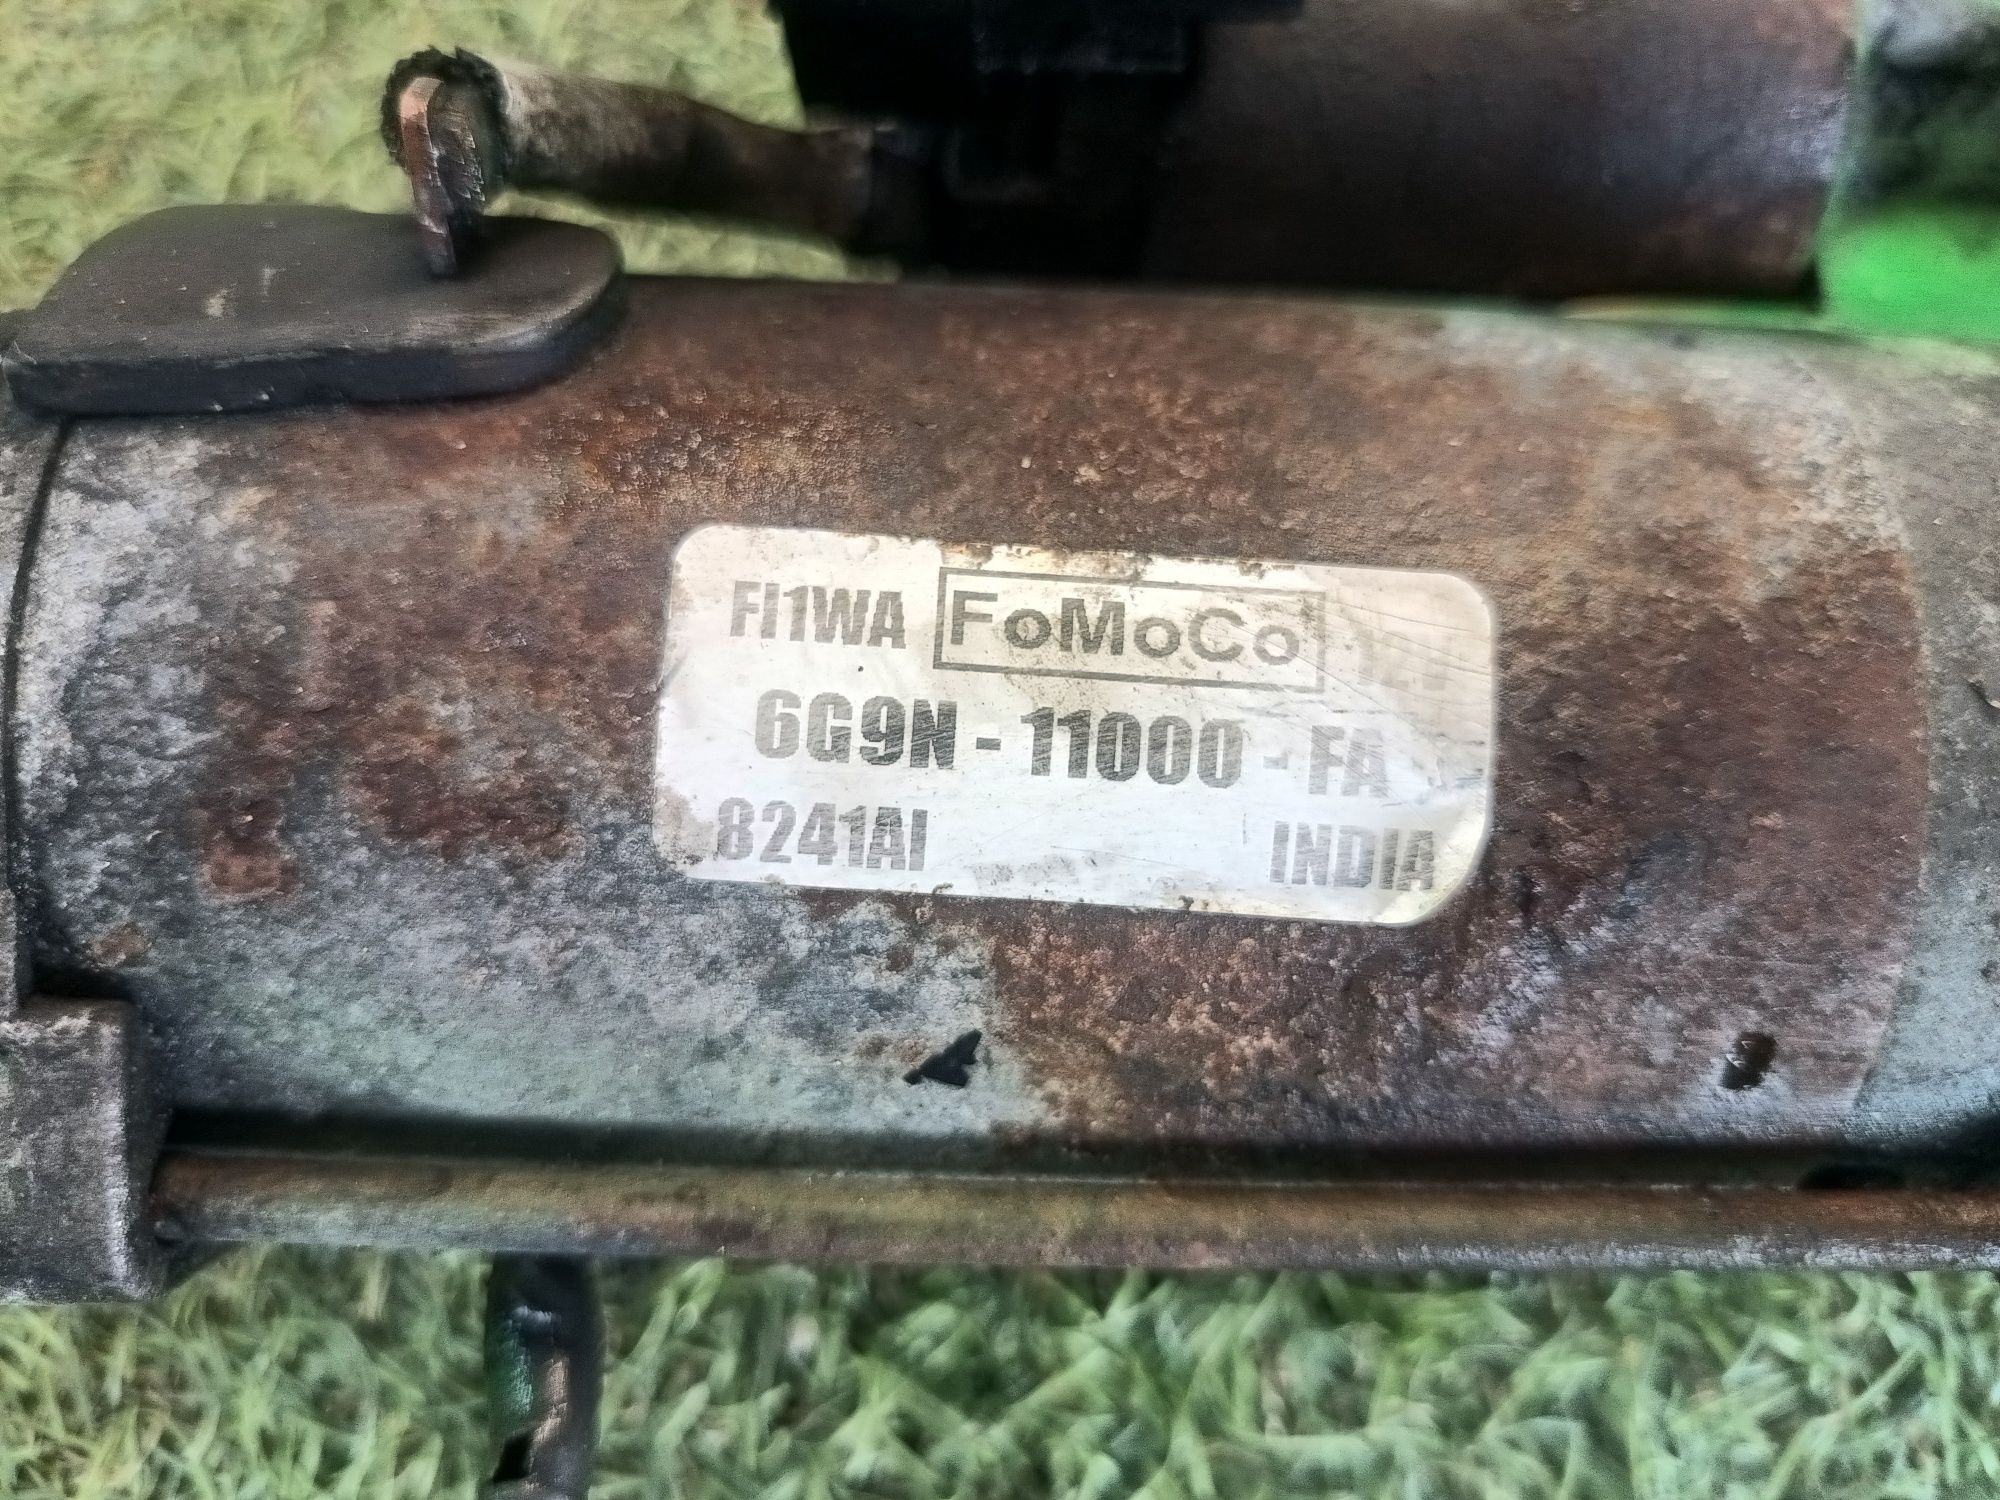 FI1WA FoMoCo
6G9N - 11000 - FA
8241AI INDIA